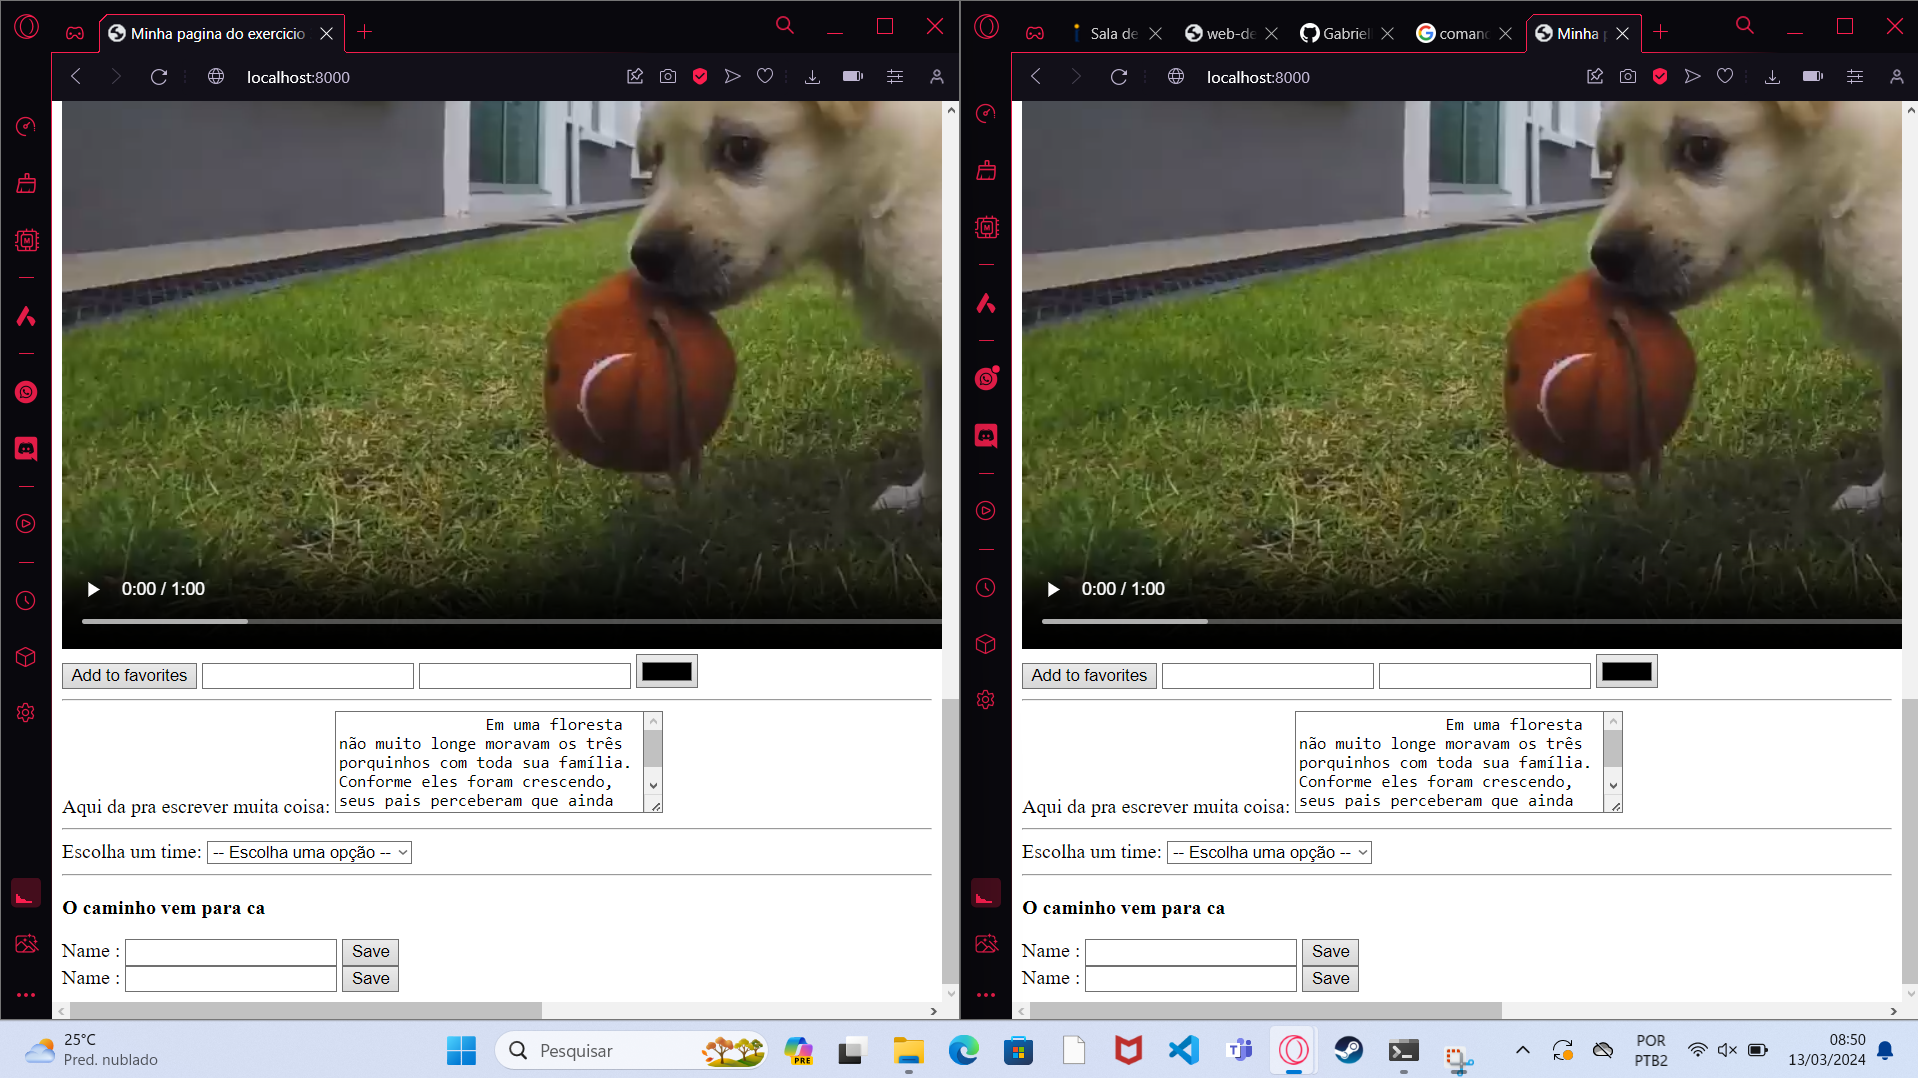 Minha pagina do exercicio
localhost:8000
0:00 / 1:00
Add to favorites
Em uma floresta
não muito longe moravam os três
porquinhos com toda sua família.
Conforme eles foram crescendo,
seus pais perceberam que ainda
Aqui da pra escrever muita coisa:
Escolha um time: -- Escolha uma opção --
O caminho vem para ca
Name : Save
Name : Save
Sala de
web-de
Gabriel
comand
Minha p
localhost:8000
0:00 / 1:00
Add to favorites
Em uma floresta
não muito longe moravam os três
porquinhos com toda sua família.
Conforme eles foram crescendo,
seus pais perceberam que ainda
Aqui da pra escrever muita coisa:
Escolha um time: -- Escolha uma opção --
O caminho vem para ca
Name : Save
Name : Save
25°C
Pred. nublado
Pesquisar
PRE
POR
PTB2
08:50
13/03/2024